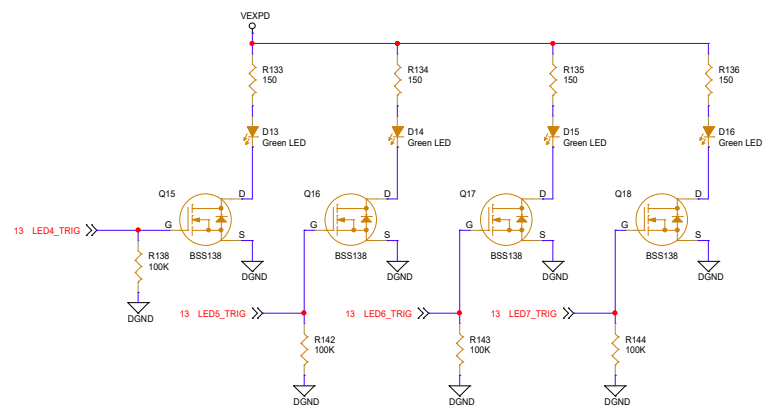 VEXPD
R133 R134 R135 R136
150 150 150 150
D13 D14 D15 D16
Green LED Green LED Green LED Green LED
Q15 D Q16 D Q17 D Q18 D
13 LED4_TRIG G G G G
S S S S
R138 BSS138 BSS138 BSS138 BSS138
100K
DGND DGND DGND DGND
DGND 13 LED5_TRIG 13 LED6_TRIG 13 LED7_TRIG
R142 R143 R144
100K 100K 100K
DGND DGND DGND